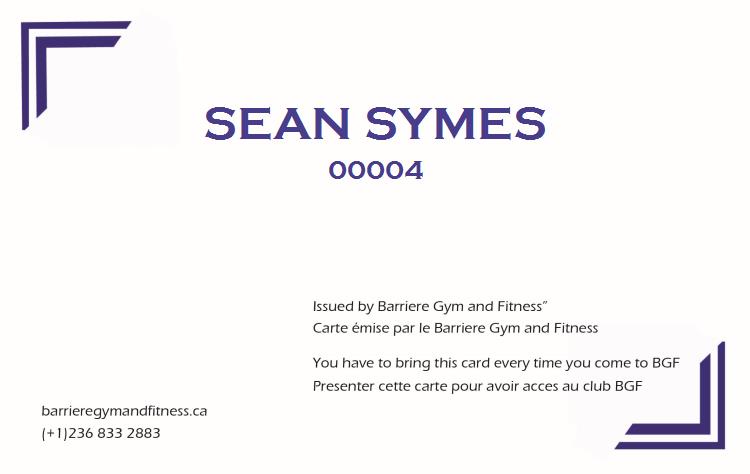 SEAN SYMES
00004
Issued by Barriere Gym and Fitness”
Carte émise par le Barriere Gym and Fitness
You have to bring this card every time you come to BGF
Presenter cette carte pour avoir acces au club BGF
barrieregymandfitness.ca
(+1)236 833 2883